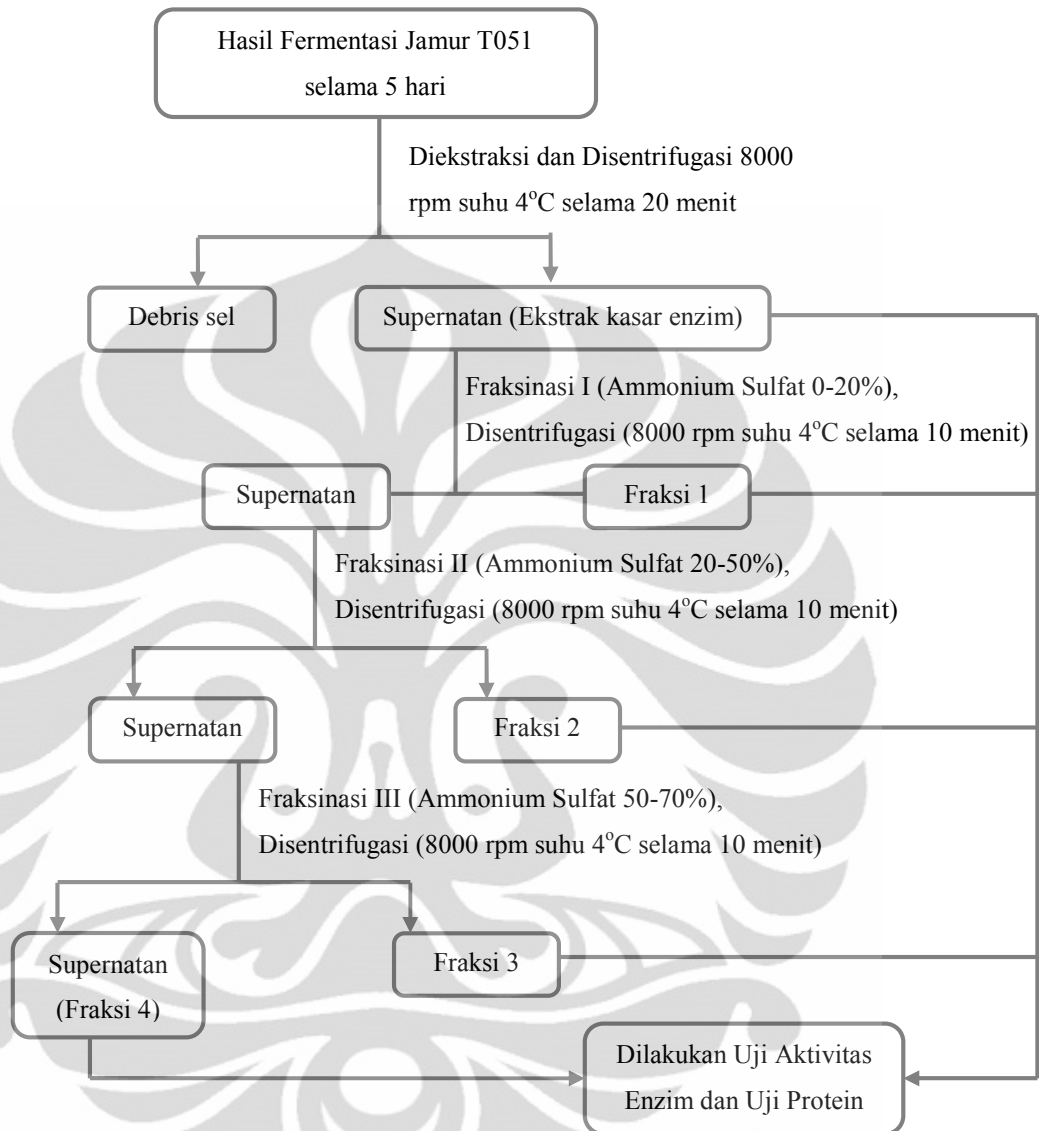 Hasil Fermentasi Jamur T051
selama 5 hari
Diekstraksi dan Disentrifugasi 8000
rpm suhu 4°C selama 20 menit
Debris sel
Supernatan (Ekstrak kasar enzim)
Fraksinasi I (Ammonium Sulfat 0-20%),
Disentrifugasi (8000 rpm suhu 4°C selama 10 menit)
Supernatan
Fraksi 1
Fraksinasi II (Ammonium Sulfat 20-50%),
Disentrifugasi (8000 rpm suhu 4°C selama 10 menit)
Supernatan
Fraksi 2
Fraksinasi III (Ammonium Sulfat 50-70%),
Disentrifugasi (8000 rpm suhu 4°C selama 10 menit)
Supernatan
(Fraksi 4)
Fraksi 3
Dilakukan Uji Aktivitas
Enzim dan Uji Protein